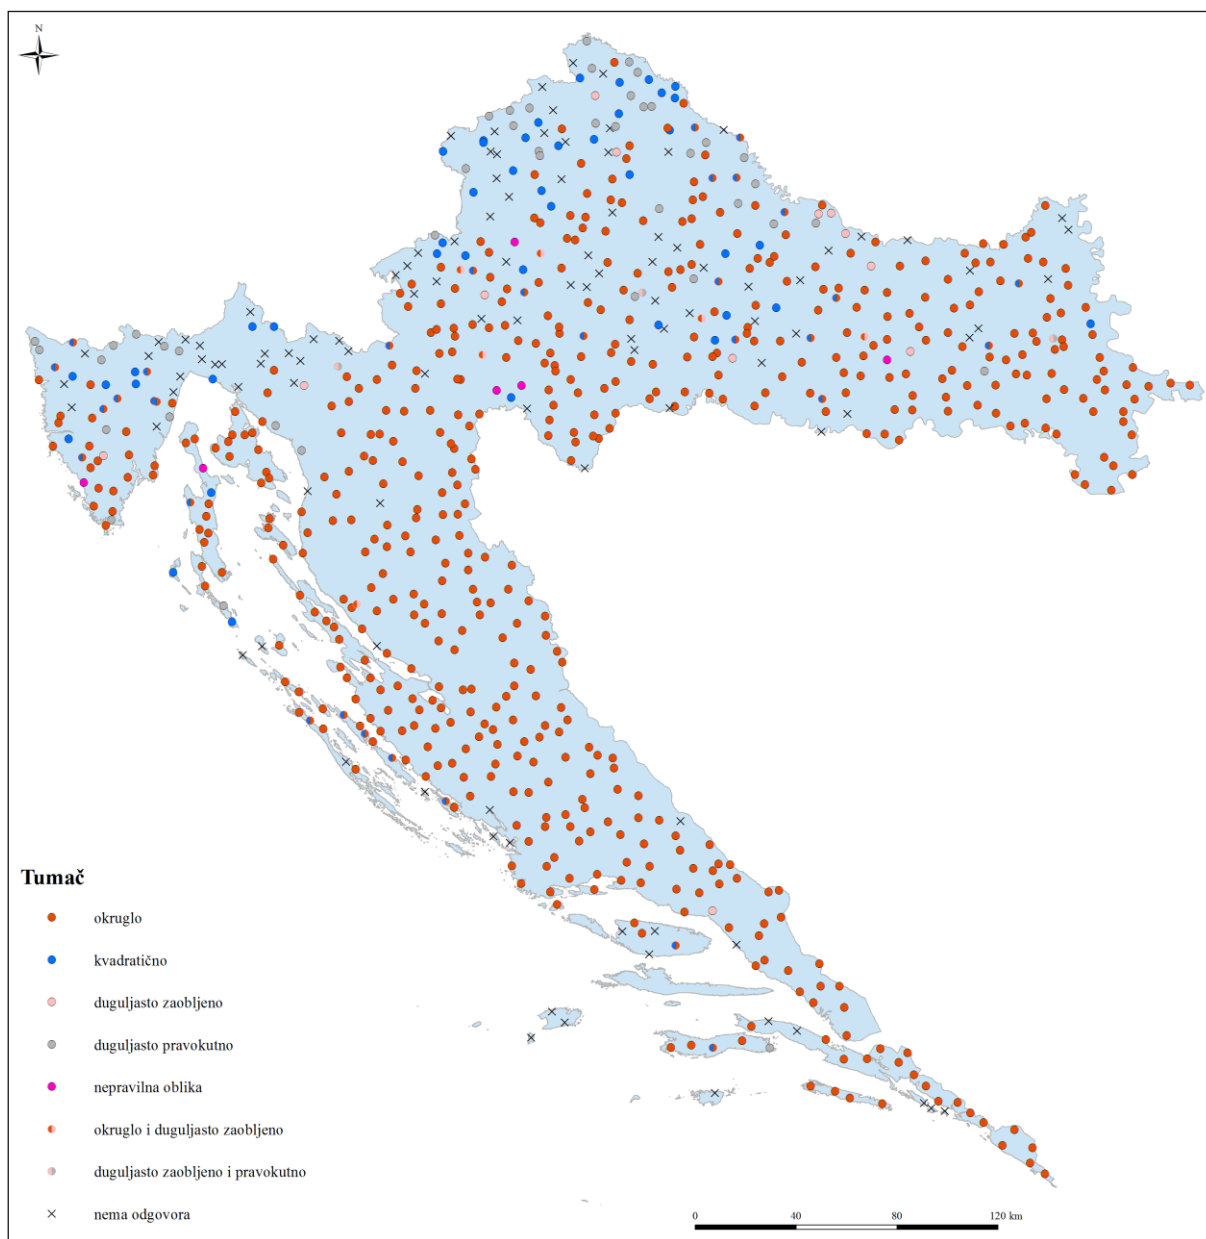 N
Tumač
okruglo
kvadratično
duguljasto zaobljeno
duguljasto pravokutno
nepravilna oblika
okruglo i duguljasto zaobljeno
duguljasto zaobljeno i pravokutno
nema odgovora
0 40 80 120 km